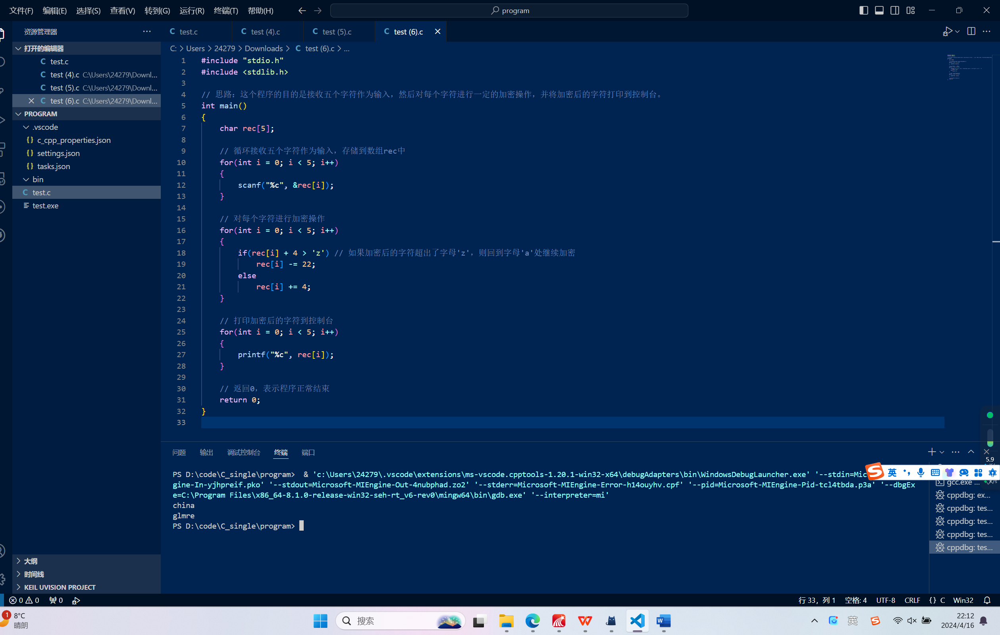 文件(F) 编辑(E) 选择(S) 查看(V) 转到(G) 运行(R) 终端(T) 帮助(H) program
资源管理器
打开的编辑器
test.c
test (4).c C:\Users\24279\Downl...
test (5).c C:\Users\24279\Downl...
test (6).c C:\Users\24279\Downl...
PROGRAM
.vscode
{} c_cpp_properties.json
{} settings.json
{} tasks.json
bin
C test.c
test.exe
大纲
时间线
KEIL UVISION PROJECT
C test.c C test (4).c C test (5).c C test (6).c
C: > Users > 24279 > Downloads > C test (6).c > ...
1 #include "stdio.h"
2 #include <stdlib.h>
3
4 // 思路：这个程序的目的是接收五个字符作为输入，然后对每个字符进行一定的加密操作，并将加密后的字符打印到控制台。
5 int main()
6 {
7 char rec[5];
8
9 // 循环接收五个字符作为输入，存储到数组rec中
10 for(int i = 0; i < 5; i++)
11 {
12 scanf("%c", &rec[i]);
13 }
14
15 // 对每个字符进行加密操作
16 for(int i = 0; i < 5; i++)
17 {
18 if(rec[i] + 4 > 'z') // 如果加密后的字符超出了字母'z'，则回到字母'a'处继续加密
19 rec[i] -= 22;
20 else
21 rec[i] += 4;
22 }
23
24 // 打印加密后的字符到控制台
25 for(int i = 0; i < 5; i++)
26 {
27 printf("%c", rec[i]);
28 }
29
30 // 返回0，表示程序正常结束
31 return 0;
32 }
33
问题 输出 调试控制台 终端 端口
PS D:\code\C_single\program> & 'c:\Users\24279\.vscode\extensions\ms-vscode.cpptools-1.20.1-win32-x64\debugAdapters\bin\WindowsDebugLauncher.exe' '--stdin=Mic
gine-In-yjhpreif.pko' '--stdout=Microsoft-MIEngine-Out-4nubphad.zo2' '--stderr=Microsoft-MIEngine-Error-h14ouyhv.cpf' '--pid=Microsoft-MIEngine-Pid-tcl4tbda.p3a' '--dbgEx
e=C:\Program Files\x86_64-8.1.0-release-win32-seh-rt_v6-rev0\mingw64\bin\gdb.exe' '--interpreter=mi'
china
glmre
PS D:\code\C_single\program>
5.9
英
gcc.exe ...
cppdbg: ex...
cppdbg: tes...
cppdbg: tes...
cppdbg: tes...
cppdbg: tes...
0 0 0 行 33，列 1 空格: 4 UTF-8 CRLF {} C Win32
1 8°C
晴朗
搜索
英
22:12
2024/4/16